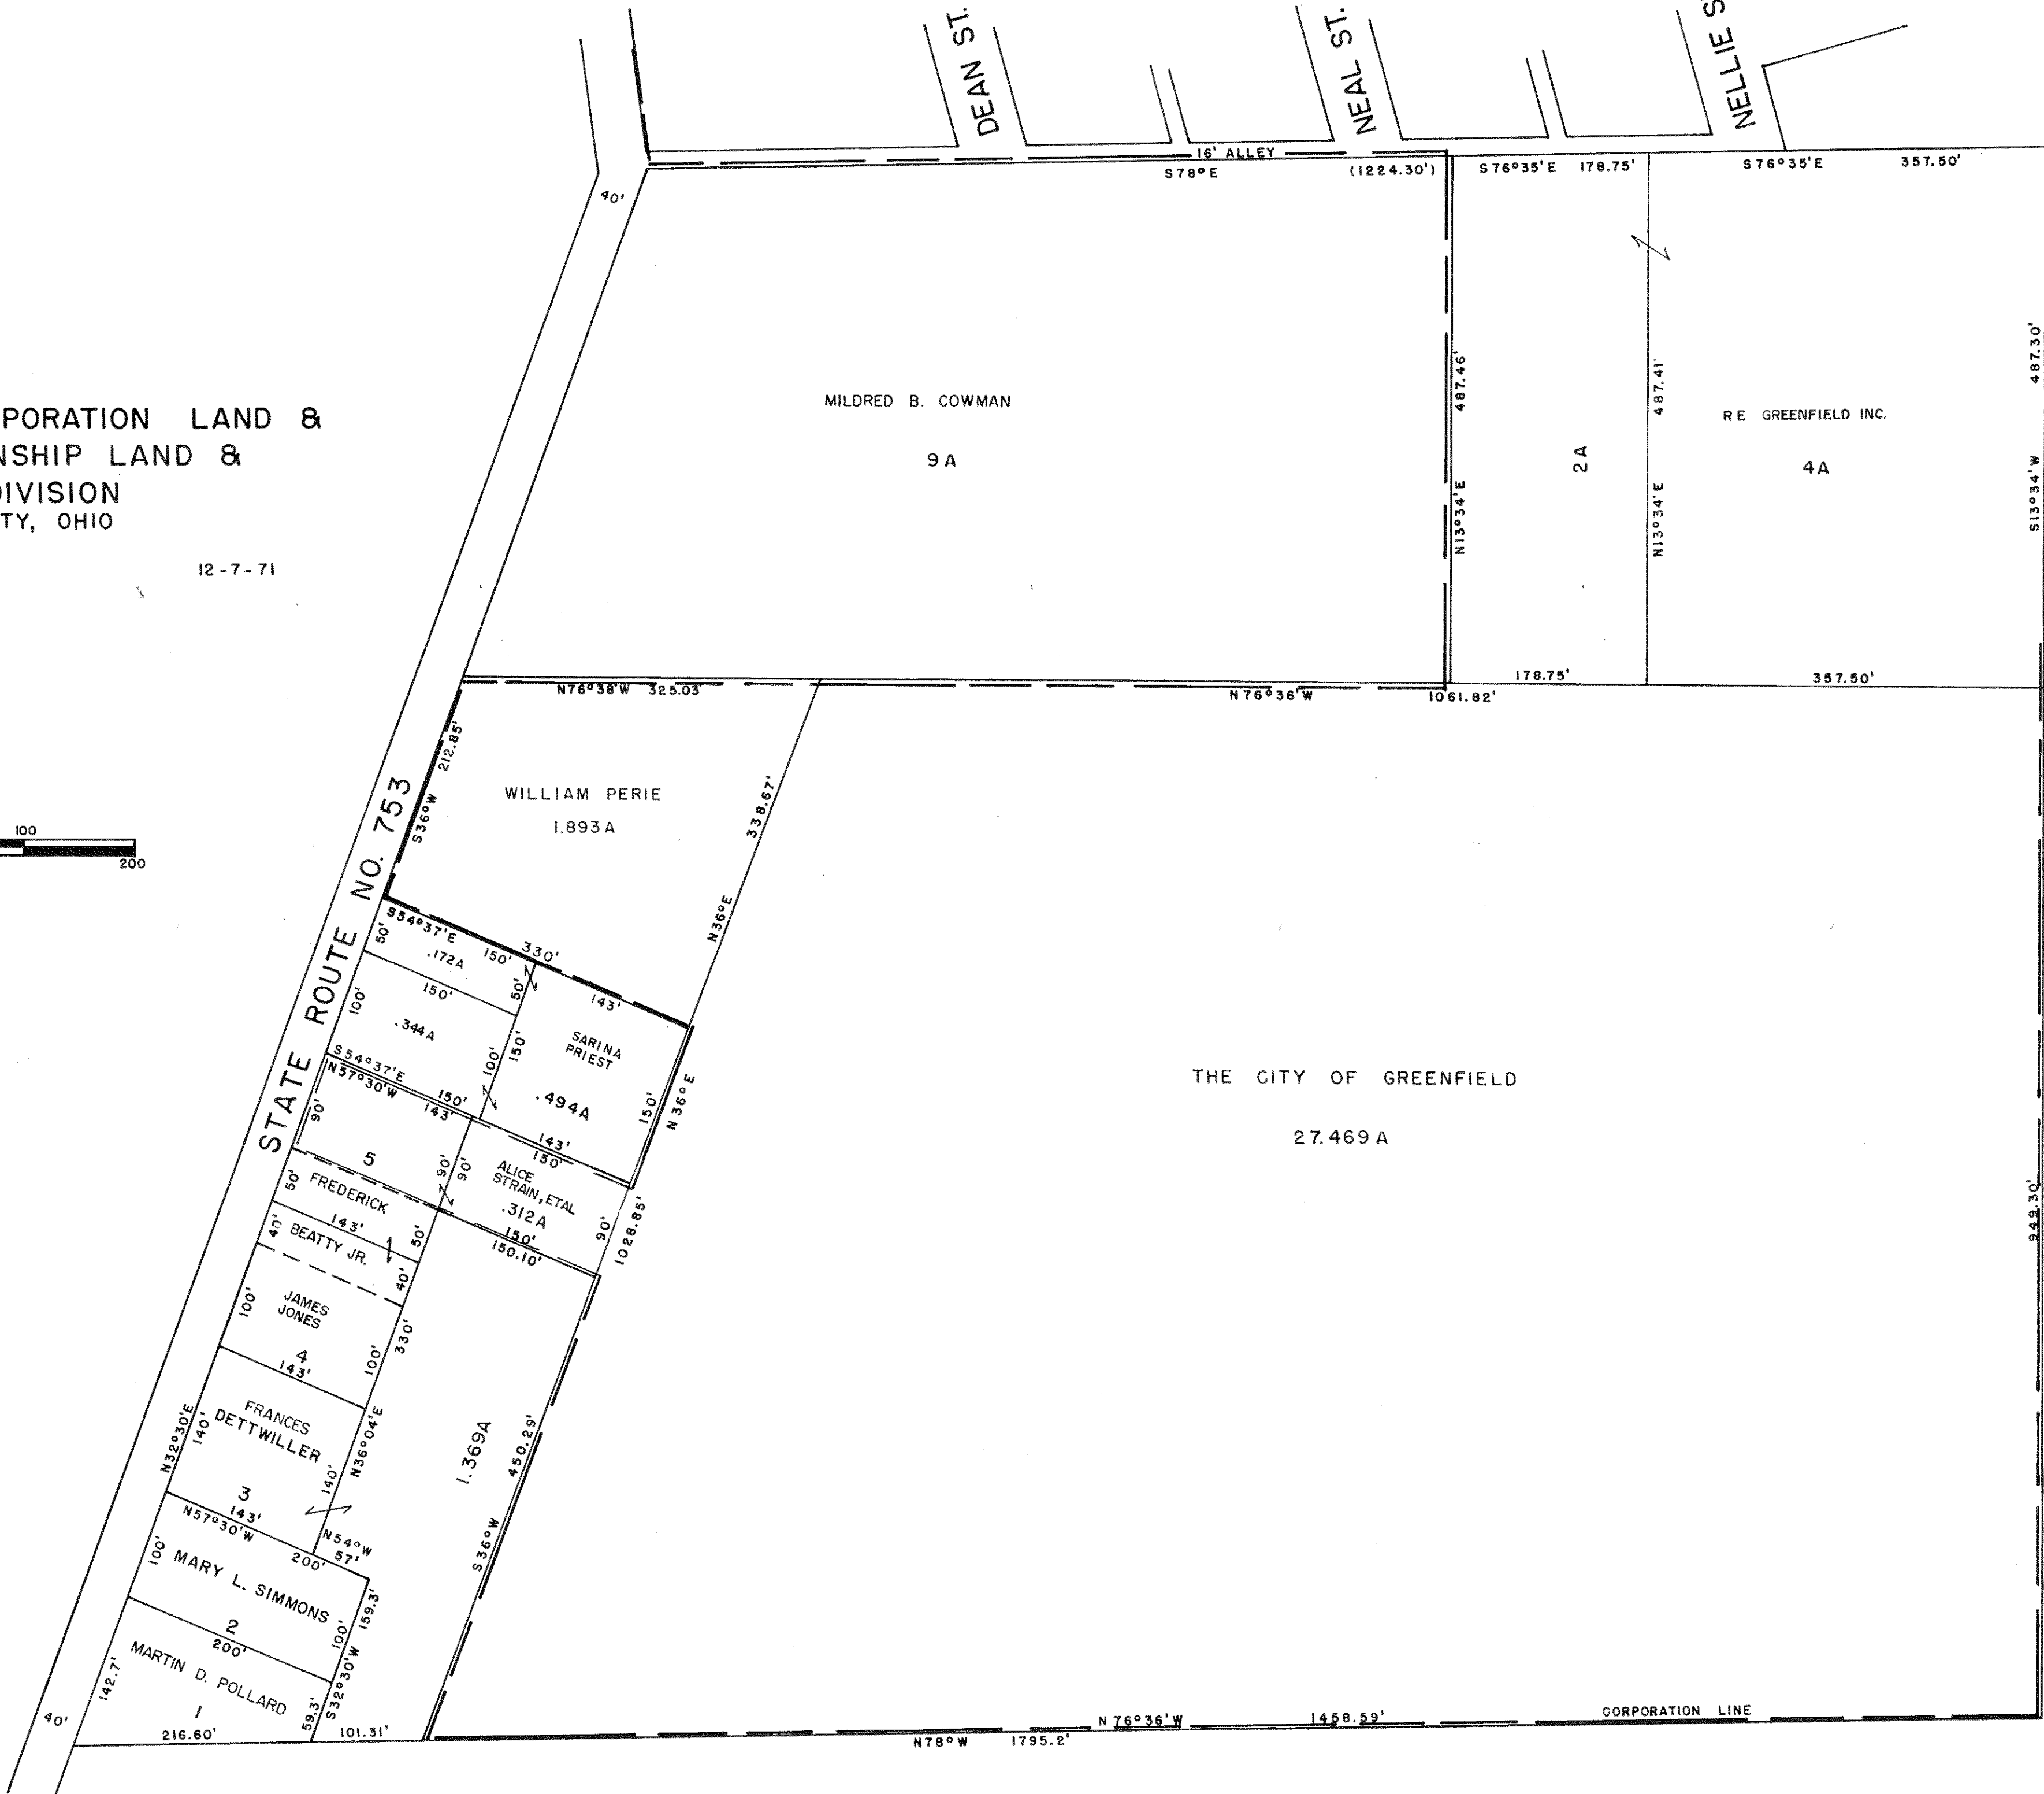 DEAN ST.
NEAL ST.
NELLIE S
16' ALLEY
S78°E (1224.30')
S76°35'E 178.75'
S76°35'E 357.50'
40'
MILDRED B. COWMAN
9 A
487.46'
N13°34'E
2 A
487.41'
N13°34'E
RE GREENFIELD INC.
4 A
487.30'
S13°34'W
PORATION LAND &
NSHIP LAND &
DIVISION
TY, OHIO
12-7-71
N76°38'W 325.03'
N76°36'W 1061.82'
178.75'
357.50'
212.85'
S36°W
WILLIAM PERIE
1.893 A
338.67'
N36°E
100
200
STATE ROUTE NO. 753
S54°37'E 330'
50'
.172A
150'
50'
143'
150'
100'
.344A
100'
150'
SARINA
PRIEST
.494A
150'
N 36° E
S54°37'E 150'
N57°30'W 143'
143'
150'
90'
5
90'
90'
ALICE
STRAIN, ETAL
.312A
150'
150.10'
90'
1028.85'
THE CITY OF GREENFIELD
27.469 A
949.30'
50'
FREDERICK
143'
50'
40'
BEATTY JR.
40'
100'
JAMES
JONES
4
143'
100'
330'
N32°30'E
140'
FRANCES
DETTWILLER
3
143'
140'
N36°04'E
1.369A
450.29'
S36°W
N57°30'W 200'
N54°W
57'
100'
MARY L. SIMMONS
2
200'
100'
159.3'
142.7'
MARTIN D. POLLARD
1
59.3'
S32°30'W
40'
216.60'
101.31'
N 76°36'W 1458.59'
CORPORATION LINE
N78°W 1795.2'